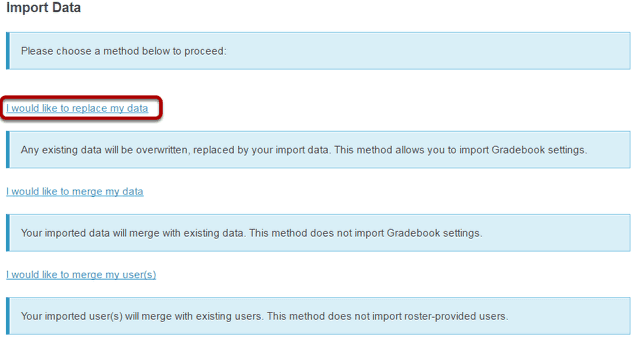 Import Data
Please choose a method below to proceed:
I would like to replace my data
Any existing data will be overwritten, replaced by your import data. This method allows you to import Gradebook settings.
I would like to merge my data
Your imported data will merge with existing data. This method does not import Gradebook settings.
I would like to merge my user(s)
Your imported user(s) will merge with existing users. This method does not import roster-provided users.